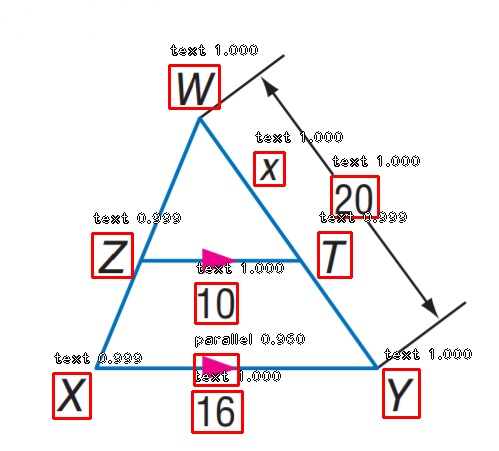 text 1.000
W
text 1.000
x
text 1.000
20
text 0.999
Z
text 0.999
T
text 1.000
10
parallel 0.960
text 0.999
X
text 1.000
16
text 1.000
Y